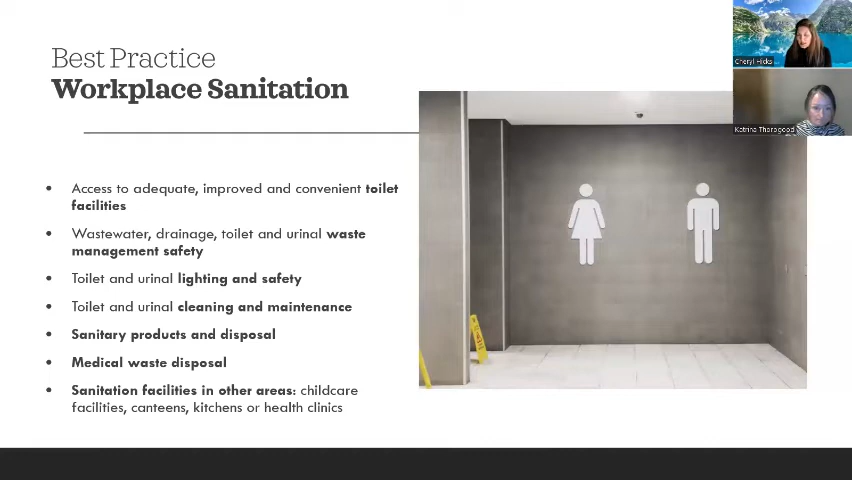 Best Practice
Workplace Sanitation
Cheryl Hicks
Katrina Thorogood
• Access to adequate, improved and convenient toilet
facilities
• Wastewater, drainage, toilet and urinal waste
management safety
• Toilet and urinal lighting and safety
• Toilet and urinal cleaning and maintenance
• Sanitary products and disposal
• Medical waste disposal
• Sanitation facilities in other areas: childcare
facilities, canteens, kitchens or health clinics